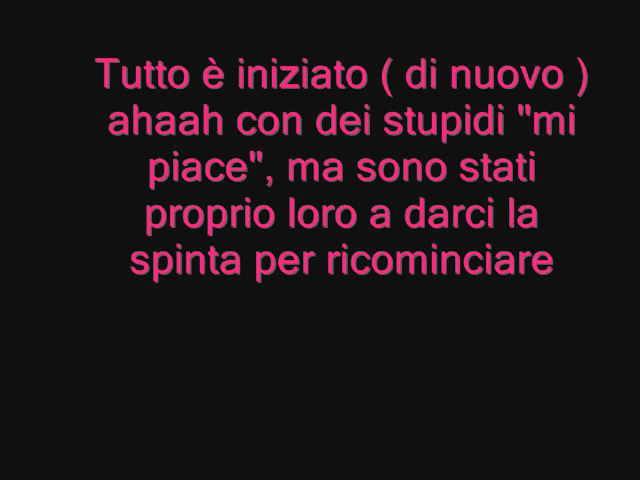 Tutto è iniziato ( di nuovo )
ahaah con dei stupidi "mi
piace", ma sono stati
proprio loro a darci la
spinta per ricominciare